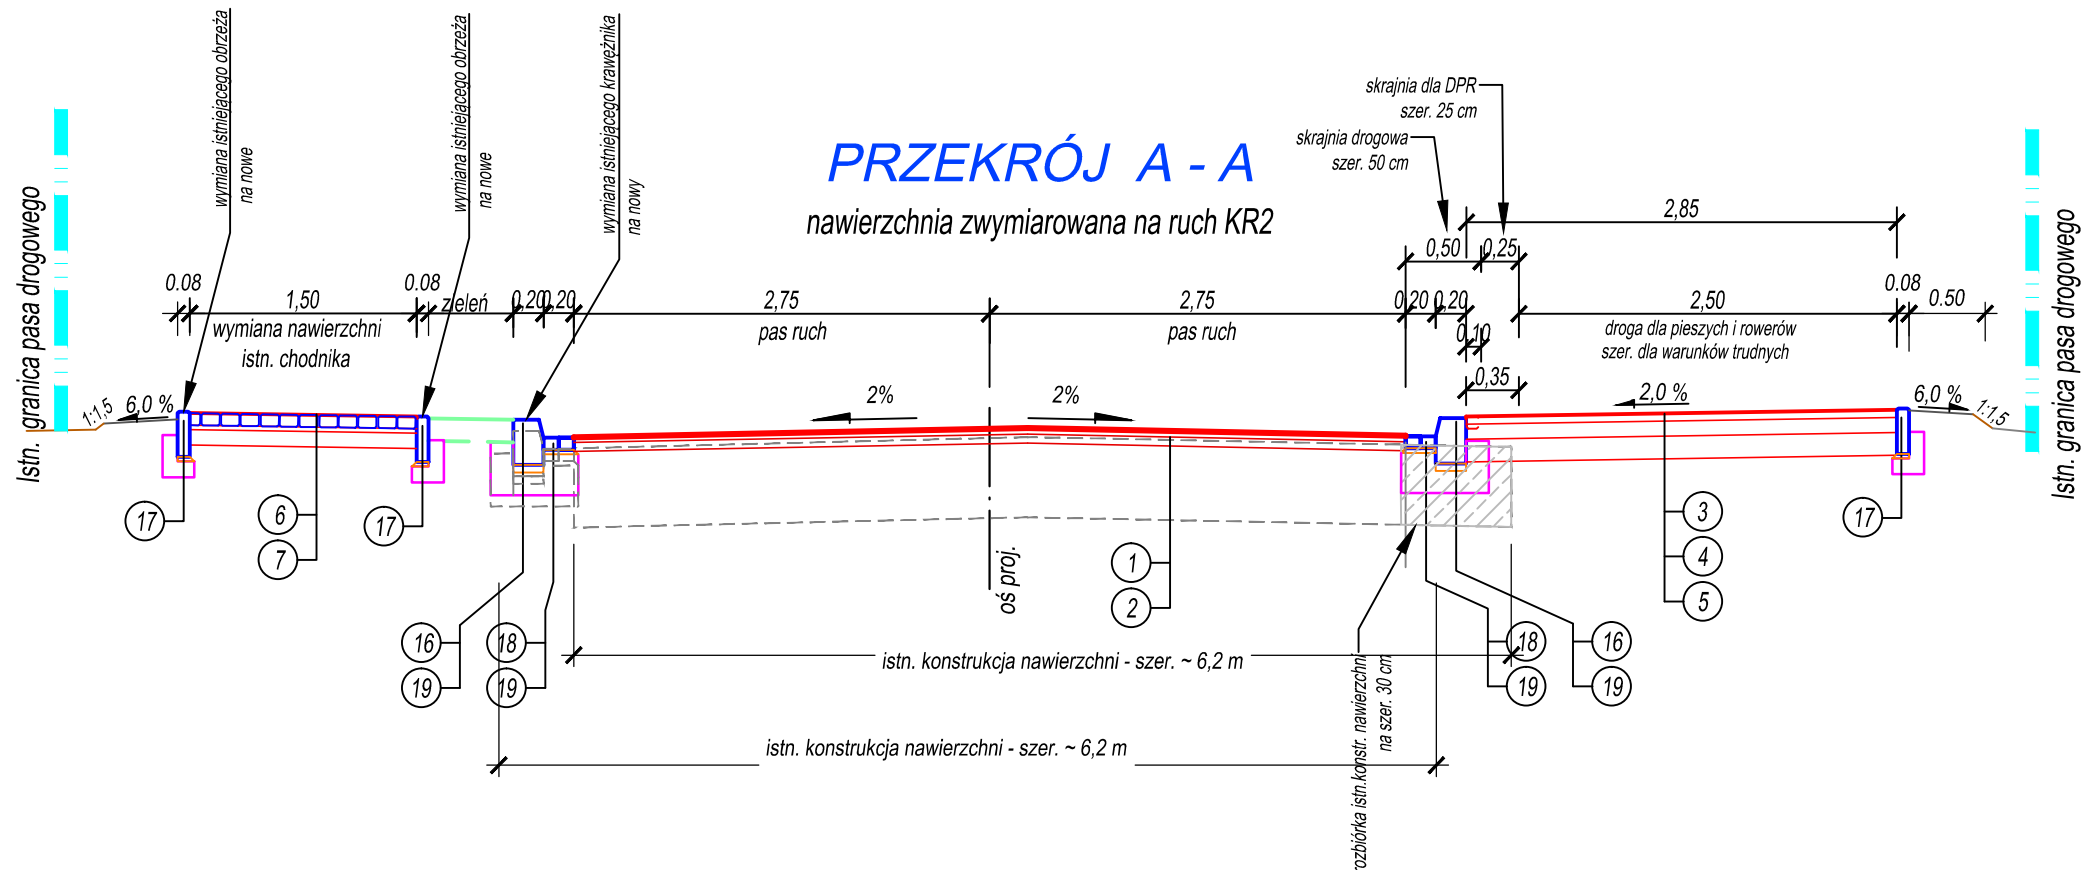 PRZEKRÓJ A - A
nawierzchnia zwymiarowana na ruch KR2
Istn. granica pasa drogowego
wymiana istniejącego obrzeża
na nowe
wymiana istniejącego obrzeża
na nowe
wymiana istniejącego krawężnika
na nowy
skrajnia dla DPR
szer. 25 cm
skrajnia drogowa
szer. 50 cm
Istn. granica pasa drogowego
2,85
0,50
0,25
0.08
1,50
0.08
zieleń
0,20
0,20
2,75
2,75
0,20
0,20
2,50
0.08
0.50
wymiana nawierzchni
istn. chodnika
pas ruch
pas ruch
0,10
droga dla pieszych i rowerów
szer. dla warunków trudnych
0,35
1:1,5
6,0 %
2%
2%
2,0 %
6,0 %
1:1,5
17
6
7
17
1
2
oś proj.
3
4
5
17
16
19
18
19
18
19
16
19
istn. konstrukcja nawierzchni - szer. ~ 6,2 m
rozbiórka istn.konstr. nawierzchni
na szer. 30 cm
istn. konstrukcja nawierzchni - szer. ~ 6,2 m